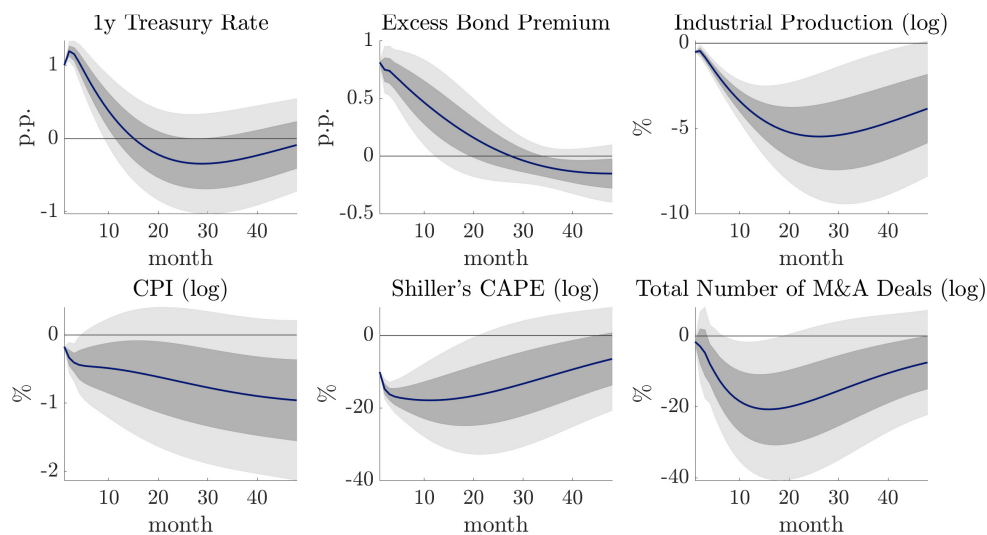 1y Treasury Rate
p.p.
1
0
-1
10 20 30 40
month
Excess Bond Premium
p.p.
1
0.5
0
-0.5
10 20 30 40
month
Industrial Production (log)
%
0
-5
-10
10 20 30 40
month
CPI (log)
%
0
-1
-2
10 20 30 40
month
Shiller's CAPE (log)
%
0
-20
-40
10 20 30 40
month
Total Number of M&A Deals (log)
%
0
-20
-40
10 20 30 40
month